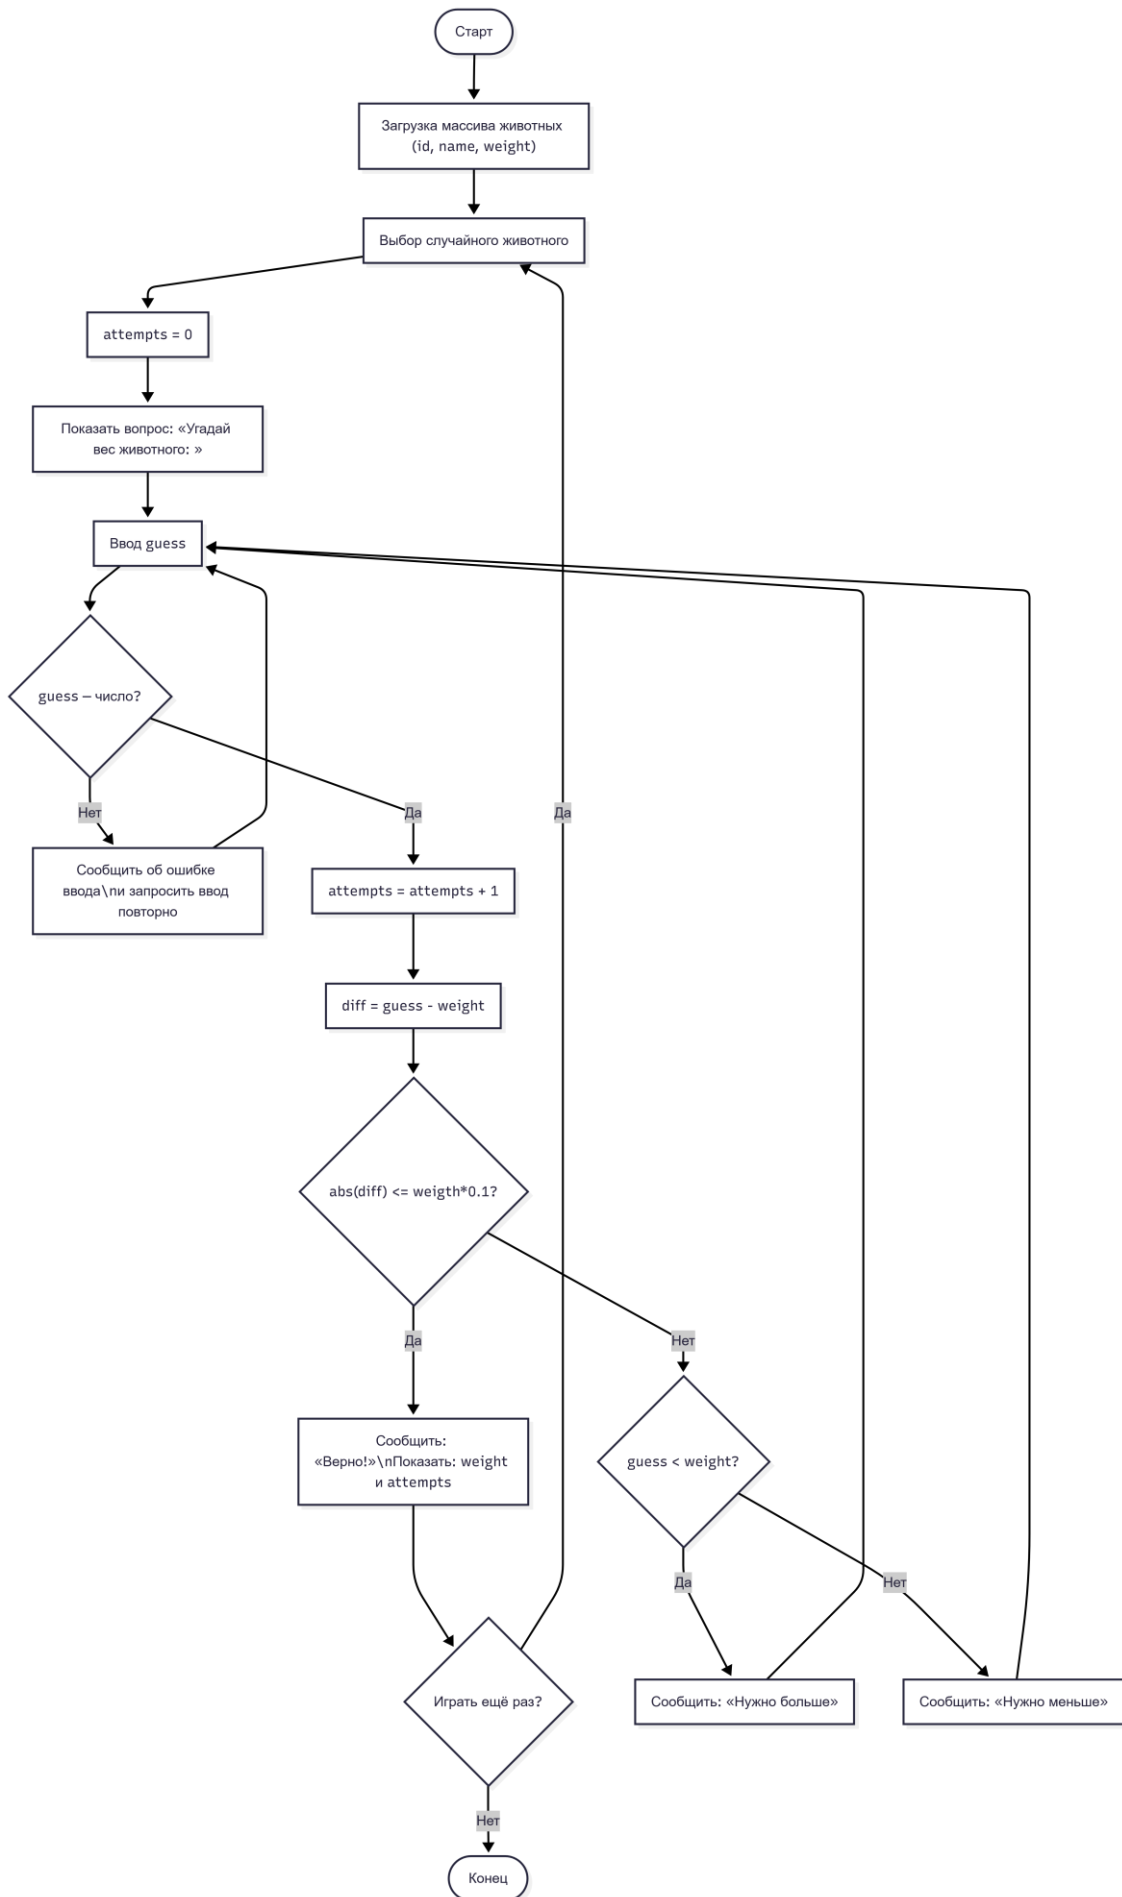 Старт
Загрузка массива животных
(id, name, weight)
Выбор случайного животного
attempts = 0
Показать вопрос: «Угадай
вес животного: »
Ввод guess
guess — число?
Нет
Да
Да
Сообщить об ошибке
ввода\nи запросить ввод
повторно
attempts = attempts + 1
diff = guess - weight
abs(diff) <= weigth*0.1?
Да
Нет
Сообщить:
«Верно!»\nПоказать: weight
и attempts
guess < weight?
Да
Нет
Играть ещё раз?
Сообщить: «Нужно больше»
Сообщить: «Нужно меньше»
Нет
Конец